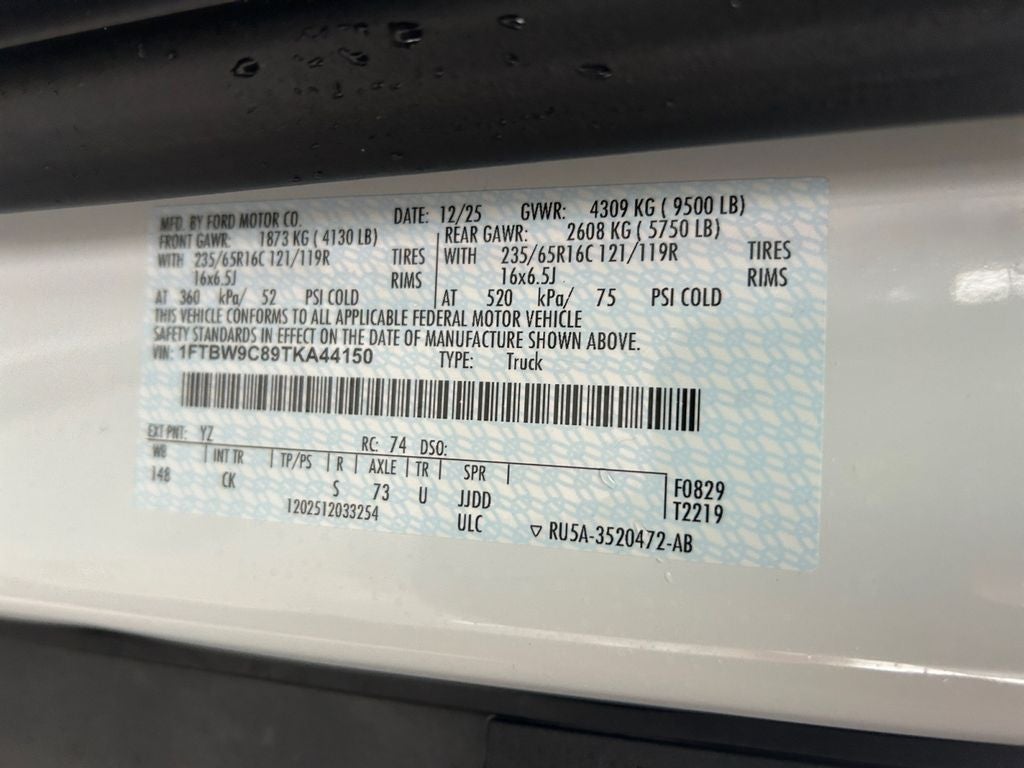 MFD. BY FORD MOTOR CO. DATE: 12/25 GVWR: 4309 KG ( 9500 LB)
FRONT GAWR: 1873 KG ( 4130 LB) REAR GAWR: 2608 KG ( 5750 LB)
WITH 235/65R16C 121/119R TIRES WITH 235/65R16C 121/119R TIRES
16x6.5J RIMS 16x6.5J RIMS
AT 360 kPa/ 52 PSI COLD AT 520 kPa/ 75 PSI COLD
THIS VEHICLE CONFORMS TO ALL APPLICABLE FEDERAL MOTOR VEHICLE
SAFETY STANDARDS IN EFFECT ON THE DATE OF MANUFACTURE SHOWN ABOVE.
VIN: 1FTBW9C89TKA44150 TYPE: Truck
EXT PNT: YZ RC: 74 DSO:
WB INT TR TP/PS R AXLE TR SPR
148 CK S 73 U JJDD F0829
1202512033254 ULC T2219
▽ RU5A-3520472-AB